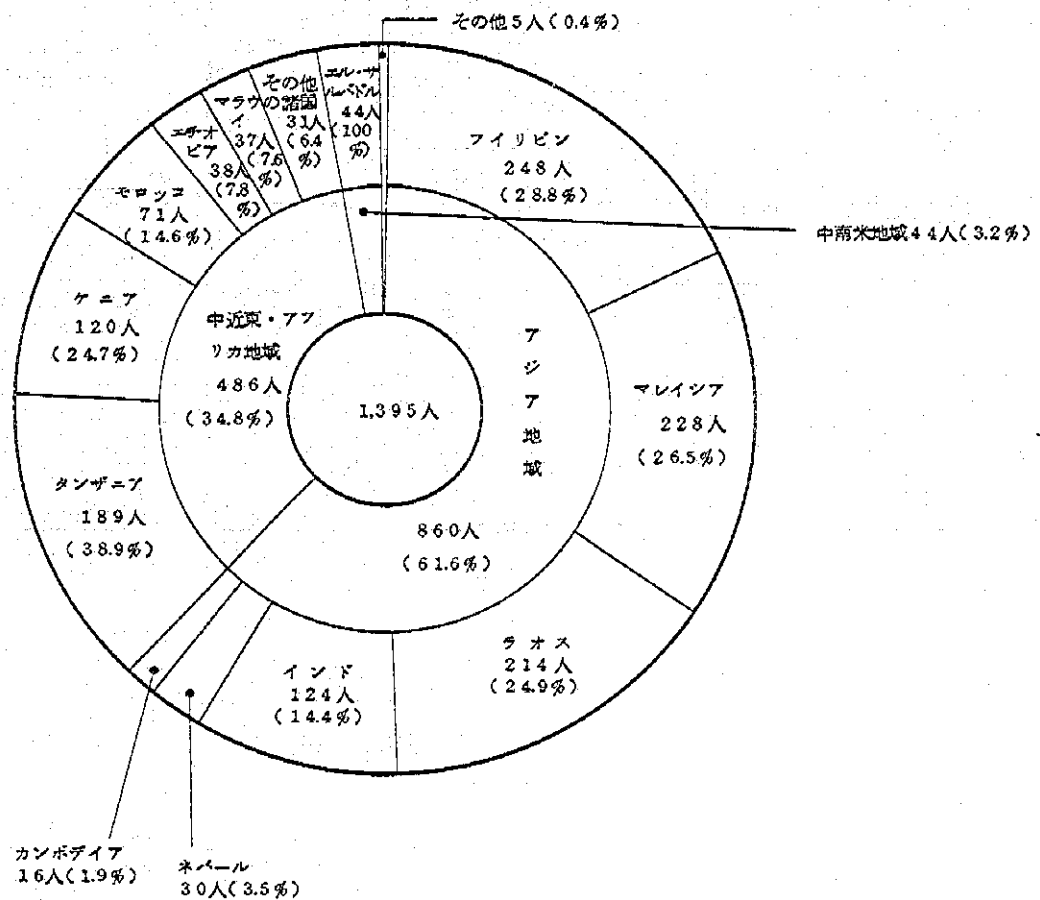 その他5人(0.4%)
フイリピン
248人
(28.8%)
中南米地域44人(3.2%)
マレイシア
228人
(26.5%)
ラオス
214人
(24.9%)
インド
124人
(14.4%)
ネパール
30人(3.5%)
カンボデイア
16人(1.9%)
タンザニア
189人
(38.9%)
ケニア
120人
(24.7%)
モロッコ
71人
(14.6%)
エチオ
ピア
38人
(7.8
%)
マラウ
イ
37人
(7.6
%)
その他
の諸国
31人
(6.4
%)
エル・サ
ルバドル
44人
(100
%)
中近東・アフ
リカ地域
486人
(34.8%)
1,395人
ア
ジ
ア
地
域
860人
(61.6%)